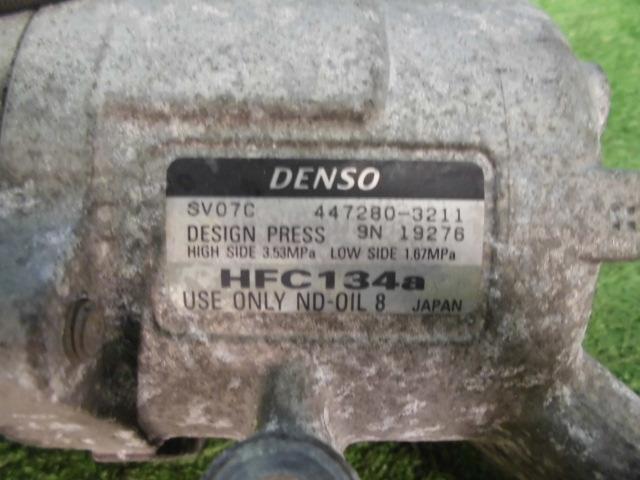 DENSO
SV07C 447280-3211
DESIGN PRESS 9N 19276
HIGH SIDE 3.53MPa LOW SIDE 1.67MPa
HFC134a
USE ONLY ND-OIL 8 JAPAN